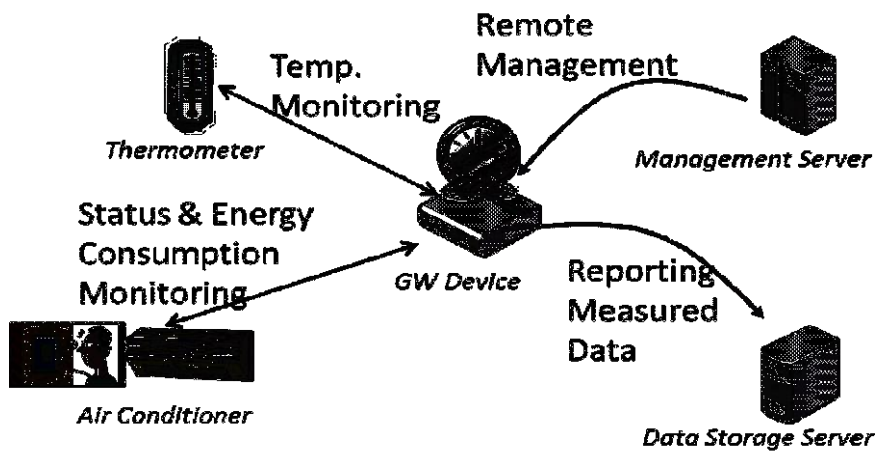 Remote
Management
Temp.
Monitoring
Thermometer
Management Server
Status & Energy
Consumption
Monitoring
GW Device
Reporting
Measured
Data
Air Conditioner
Data Storage Server